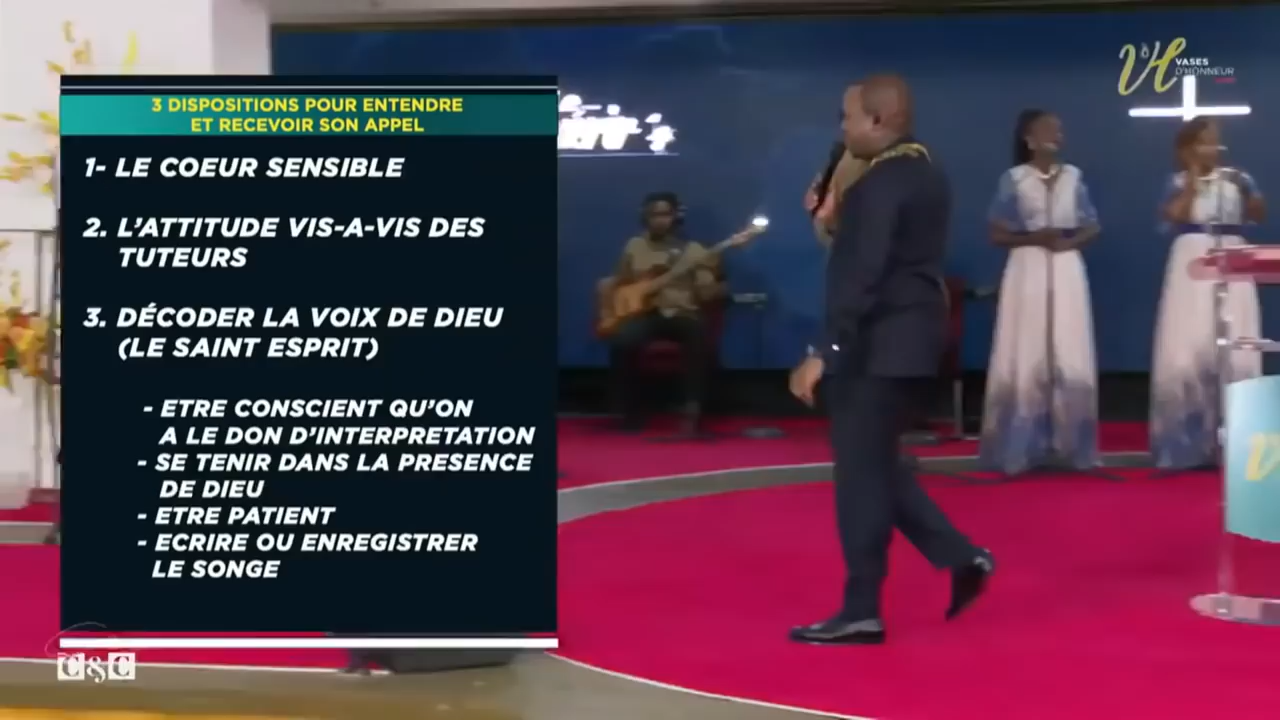 3 DISPOSITIONS POUR ENTENDRE
ET RECEVOIR SON APPEL
1- LE COEUR SENSIBLE
2. L'ATTITUDE VIS-A-VIS DES
TUTEURS
3. DÉCODER LA VOIX DE DIEU
(LE SAINT ESPRIT)
- ETRE CONSCIENT QU'ON
A LE DON D'INTERPRETATION
- SE TENIR DANS LA PRESENCE
DE DIEU
- ETRE PATIENT
- ECRIRE OU ENREGISTRER
LE SONGE
VH VASES
D'HONNEUR
C&C